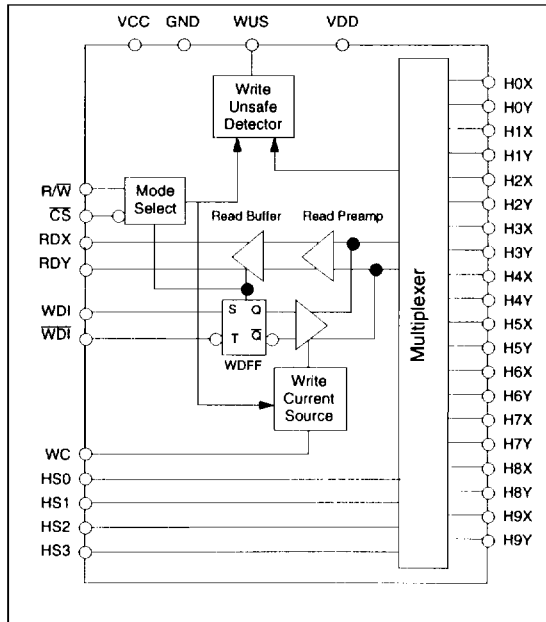 VCC GND WUS VDD
Write
Unsafe
Detector
R/W̅
C̅S̅
Mode
Select
Read Buffer
Read Preamp
RDX
RDY
WDI
W̅D̅I̅
S Q
T Q̅
WDFF
Write
Current
Source
WC
HS0
HS1
HS2
HS3
Multiplexer
H0X
H0Y
H1X
H1Y
H2X
H2Y
H3X
H3Y
H4X
H4Y
H5X
H5Y
H6X
H6Y
H7X
H7Y
H8X
H8Y
H9X
H9Y